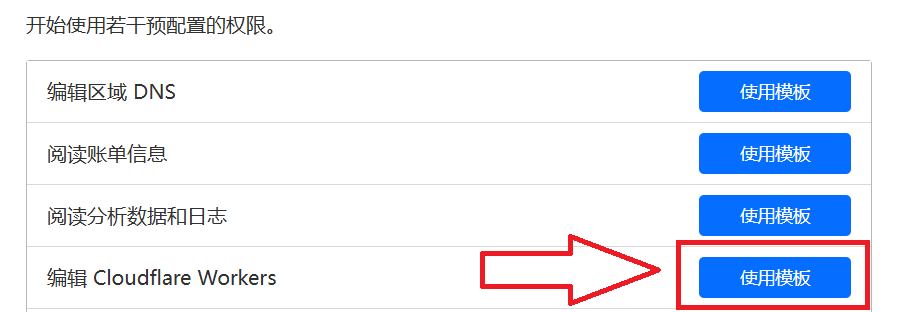 开始使用若干预配置的权限。
编辑区域 DNS
使用模板
阅读账单信息
使用模板
阅读分析数据和日志
使用模板
编辑 Cloudflare Workers
使用模板